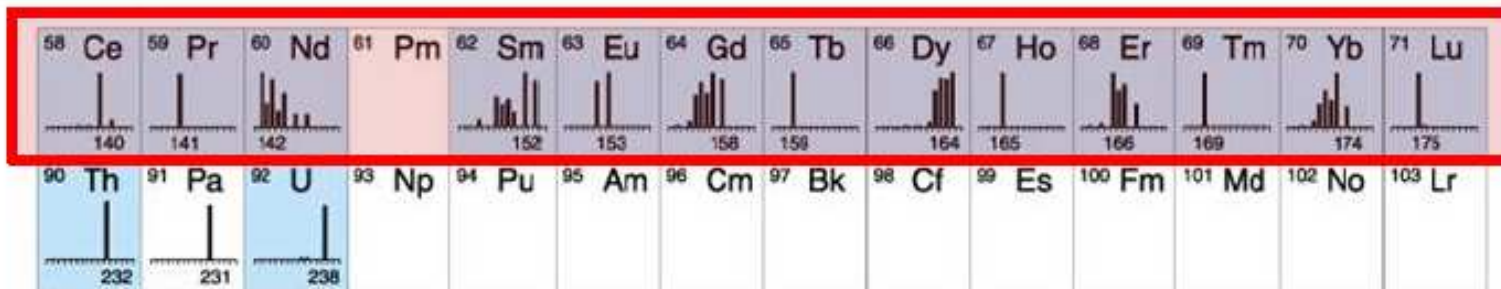 58 Ce 59 Pr 60 Nd 61 Pm 62 Sm 63 Eu 64 Gd 65 Tb 66 Dy 67 Ho 68 Er 69 Tm 70 Yb 71 Lu
140 141 142 152 153 158 159 164 165 166 169 174 175
90 Th 91 Pa 92 U 93 Np 94 Pu 95 Am 96 Cm 97 Bk 98 Cf 99 Es 100 Fm 101 Md 102 No 103 Lr
232 231 238